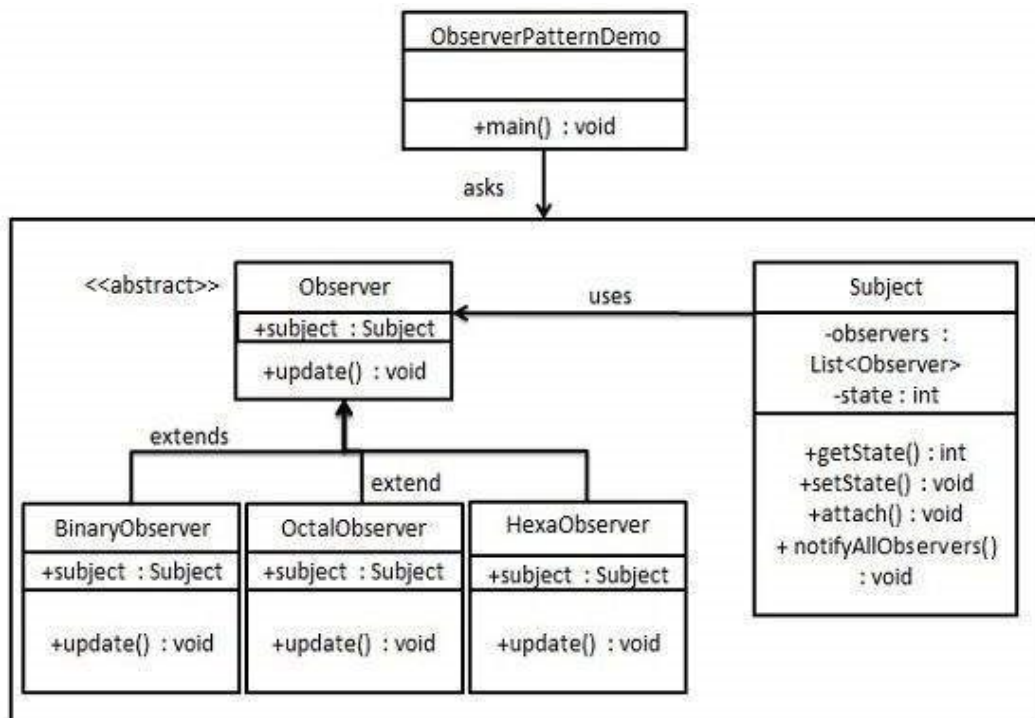 ObserverPatternDemo
+main() : void
asks
<<abstract>>
Observer
+subject : Subject
+update() : void
uses
Subject
-observers :
List<Observer>
-state : int
+getState() : int
+setState() : void
+attach() : void
+ notifyAllObservers()
: void
extends
extend
BinaryObserver
+subject : Subject
+update() : void
OctalObserver
+subject : Subject
+update() : void
HexaObserver
+subject : Subject
+update() : void